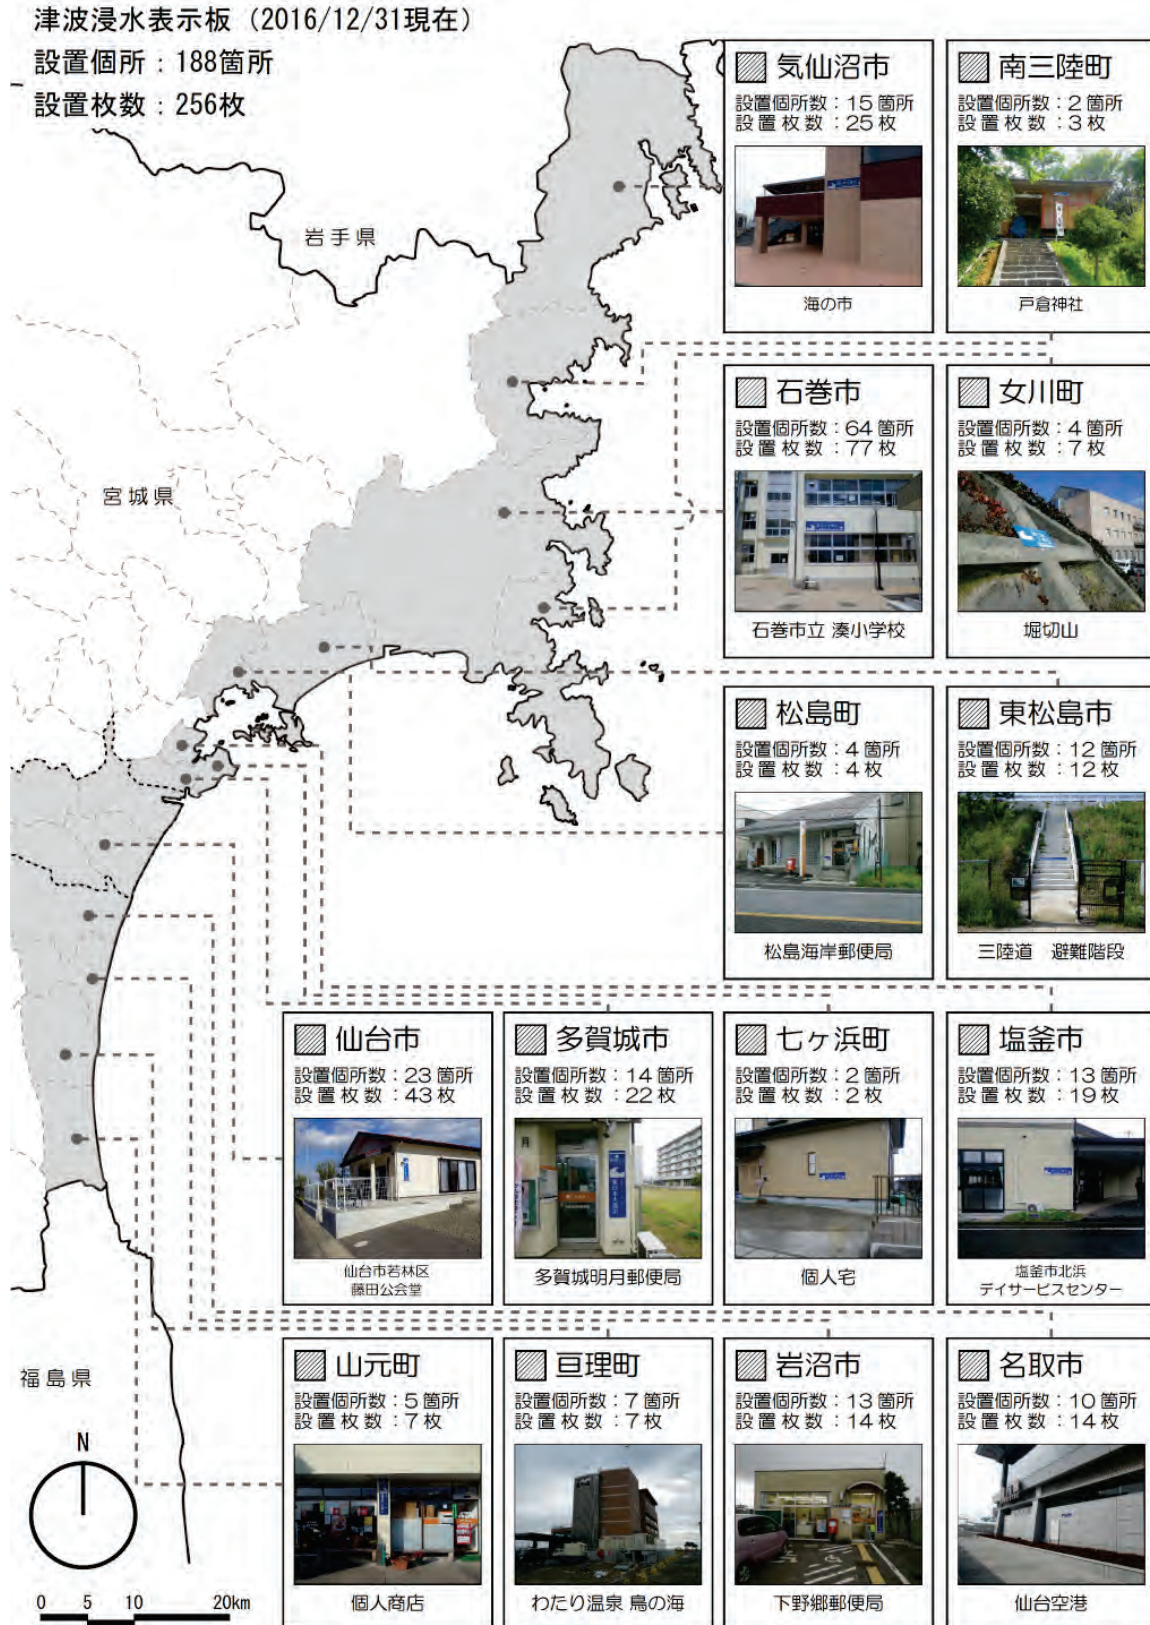 津波浸水表示板（2016/12/31現在）
設置個所：188箇所
設置枚数：256枚
気仙沼市
設置個所数：15箇所
設置枚数：25枚
海の市
南三陸町
設置個所数：2箇所
設置枚数：3枚
戸倉神社
岩手県
宮城県
石巻市
設置個所数：64箇所
設置枚数：77枚
石巻市立 湊小学校
女川町
設置個所数：4箇所
設置枚数：7枚
堀切山
松島町
設置個所数：4箇所
設置枚数：4枚
松島海岸郵便局
東松島市
設置個所数：12箇所
設置枚数：12枚
三陸道　避難階段
仙台市
設置個所数：23箇所
設置枚数：43枚
仙台市若林区
藤田公会堂
多賀城市
設置個所数：14箇所
設置枚数：22枚
多賀城明月郵便局
七ヶ浜町
設置個所数：2箇所
設置枚数：2枚
個人宅
塩釜市
設置個所数：13箇所
設置枚数：19枚
塩釜市北浜
デイサービスセンター
福島県
山元町
設置個所数：5箇所
設置枚数：7枚
個人商店
亘理町
設置個所数：7箇所
設置枚数：7枚
わたり温泉 鳥の海
岩沼市
設置個所数：13箇所
設置枚数：14枚
下野郷郵便局
名取市
設置個所数：10箇所
設置枚数：14枚
仙台空港
N
0 5 10 20km